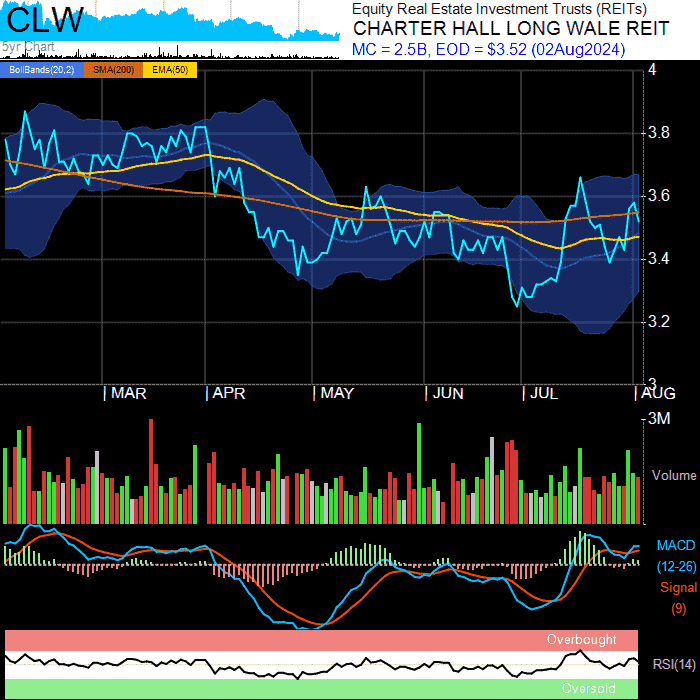 CLW
5yr Chart
Equity Real Estate Investment Trusts (REITs)
CHARTER HALL LONG WALE REIT
MC = 2.5B, EOD = $3.52 (02Aug2024)
BollBands(20,2) SMA(200) EMA(50)
4
3.8
3.6
3.4
3.2
3
MAR APR MAY JUN JUL AUG
3M
Volume
MACD
(12-26)
Signal
(9)
Overbought
RSI(14)
Oversold